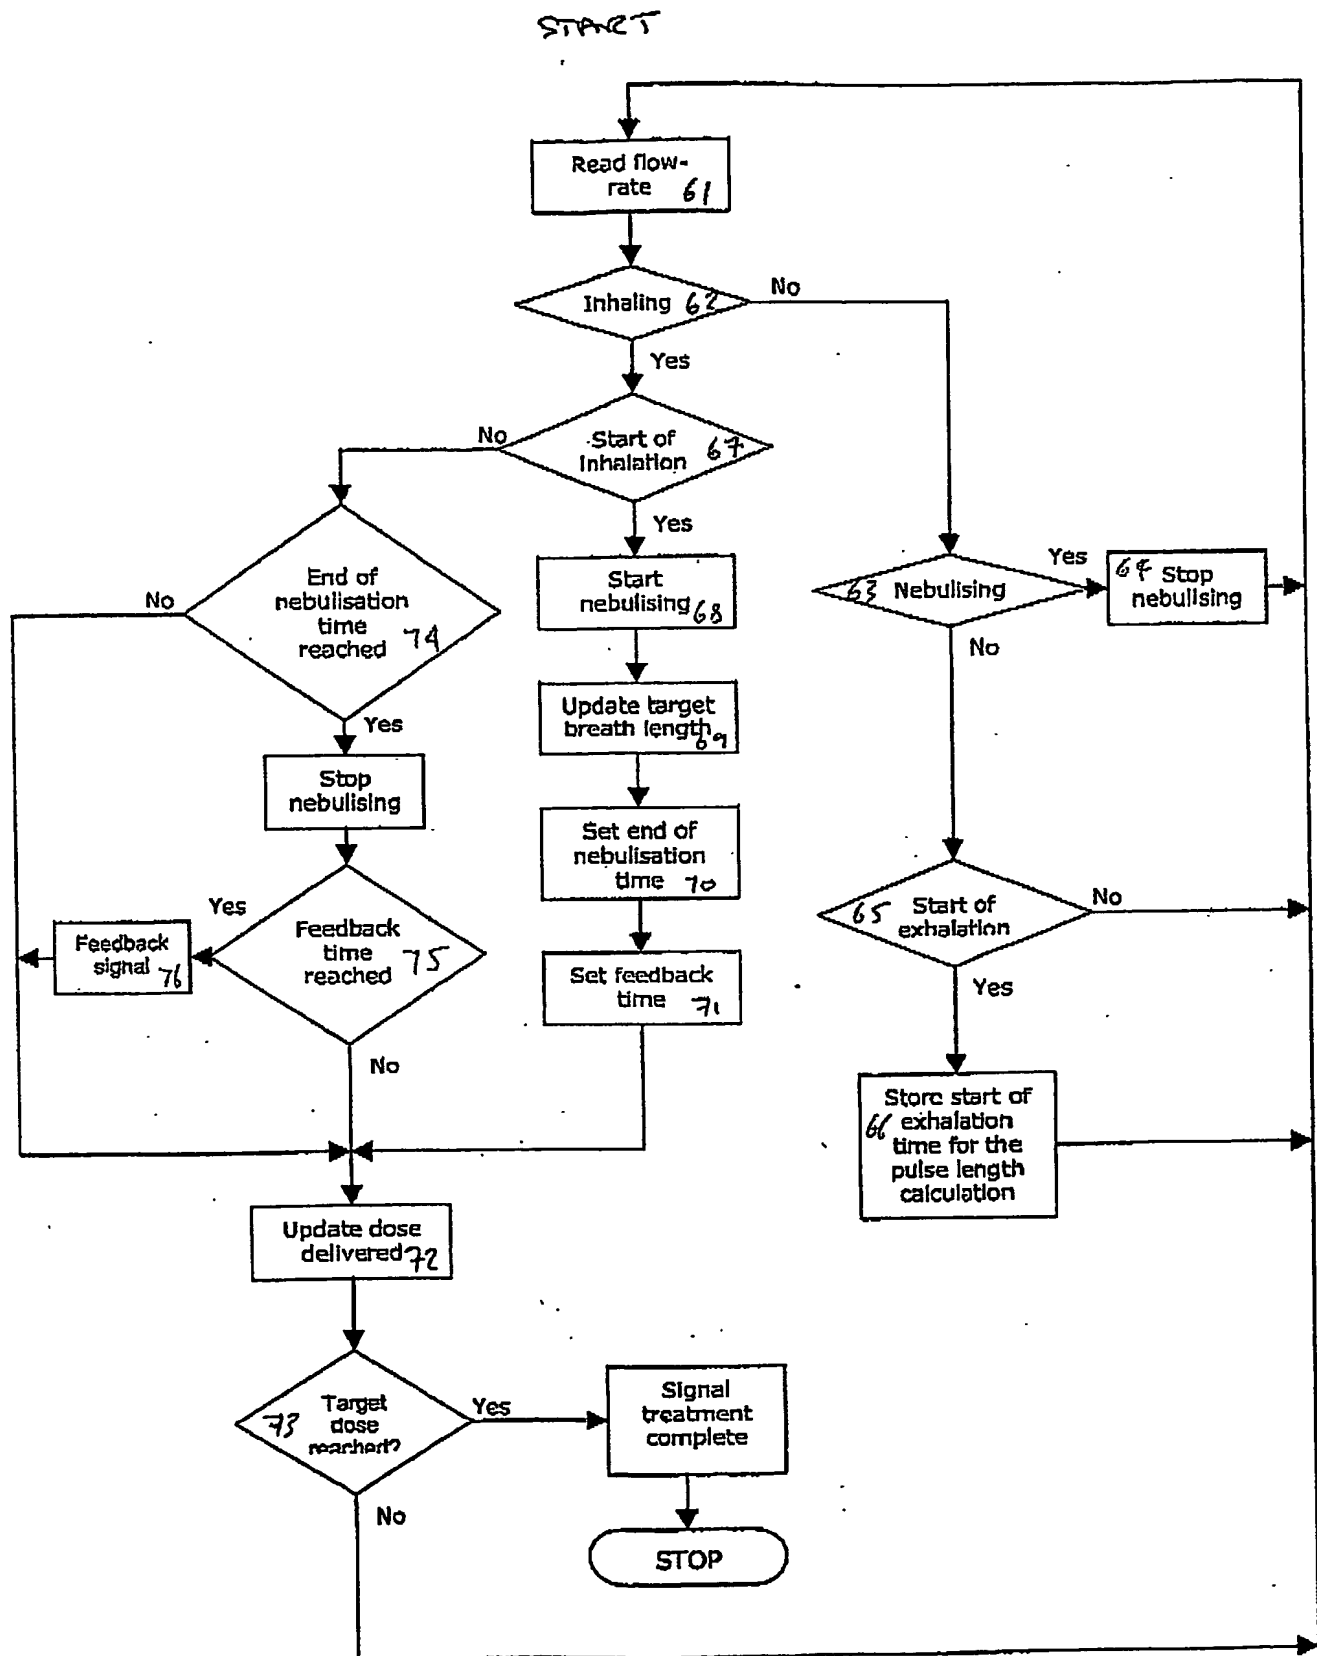 START
Read flow-
rate 61
Inhaling 62
No
Yes
Start of
inhalation 67
No
Yes
End of
nebulisation
time
reached 74
No
Yes
Start
nebulising 68
63 Nebulising
Yes
64 Stop
nebulising
No
Update target
breath length 69
Stop
nebulising
Set end of
nebulisation
time 70
65 Start of
exhalation
No
Yes
Feedback
time
reached 75
Yes
Feedback
signal 76
No
Set feedback
time 71
Store start of
66 exhalation
time for the
pulse length
calculation
Update dose
delivered 72
73 Target
dose
reached?
Yes
No
Signal
treatment
complete
STOP